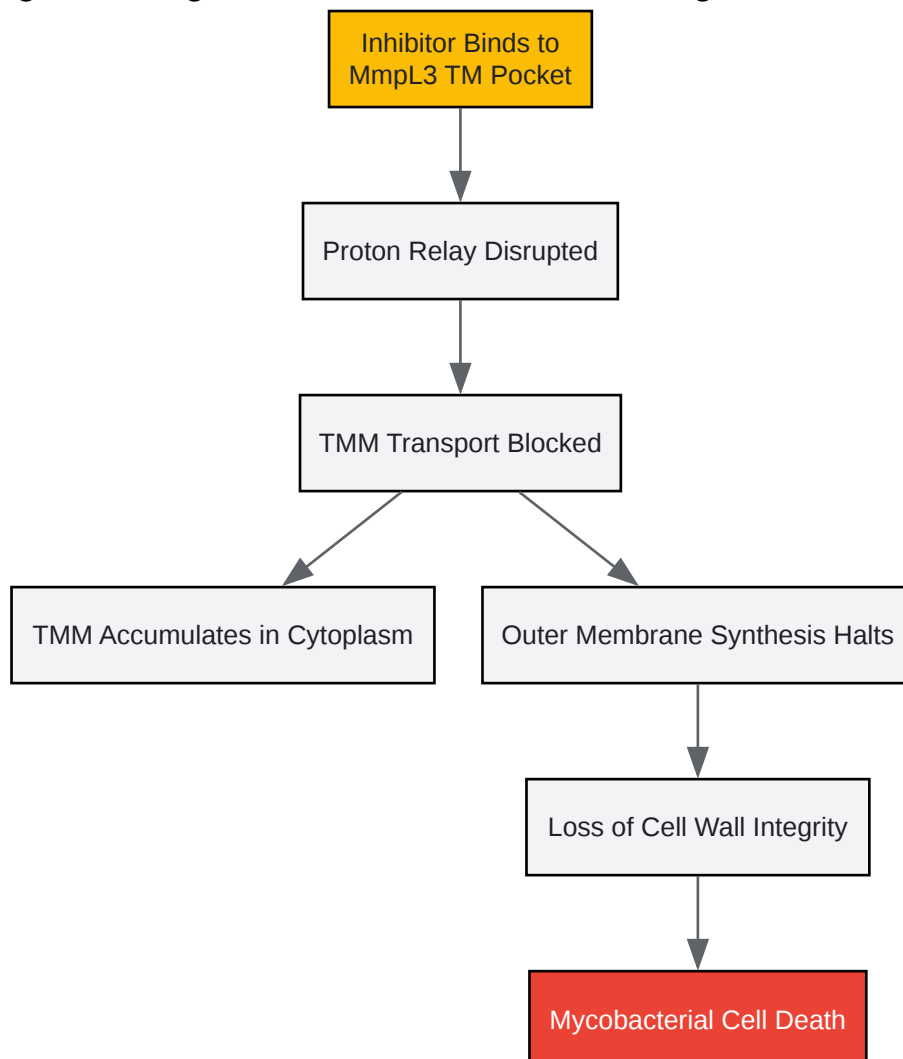 Inhibitor Binds to
MmpL3 TM Pocket
Proton Relay Disrupted
TMM Transport Blocked
TMM Accumulates in Cytoplasm
Outer Membrane Synthesis Halts
Loss of Cell Wall Integrity
Mycobacterial Cell Death